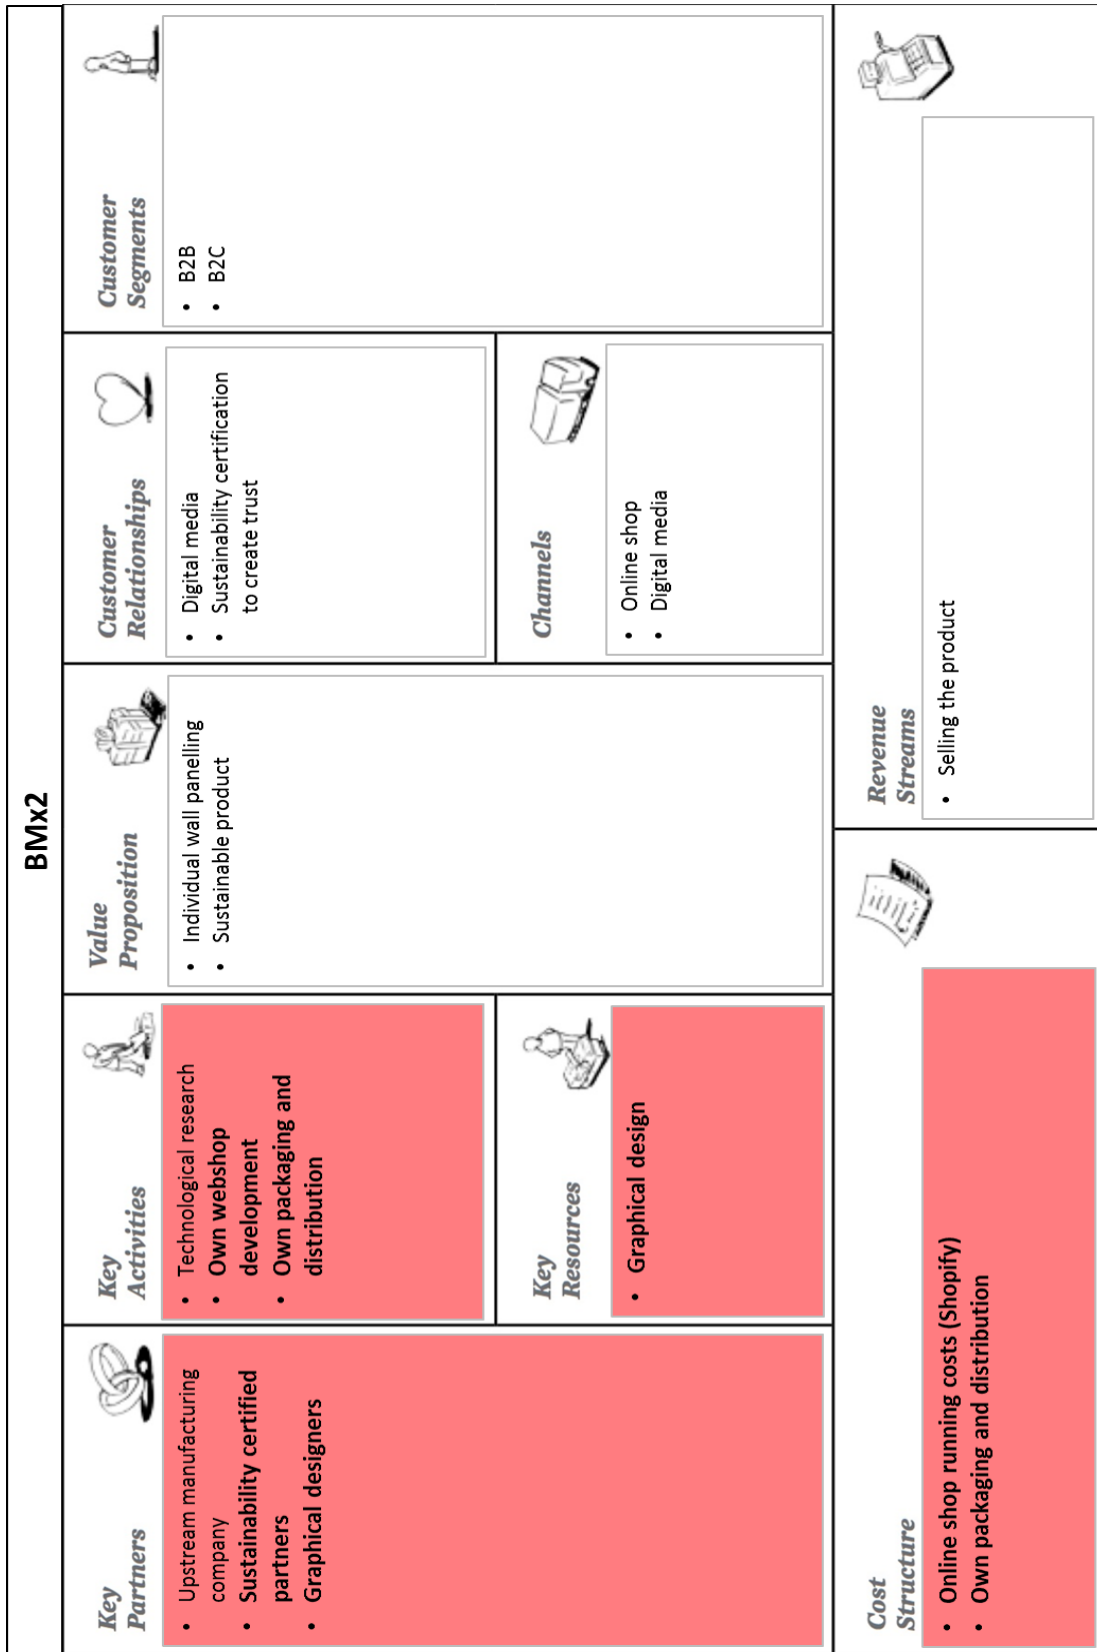 BMx2
Key
Partners
• Upstream manufacturing
company
• Sustainability certified
partners
• Graphical designers
Key
Activities
• Technological research
• Own webshop
development
• Own packaging and
distribution
Key
Resources
• Graphical design
Value
Proposition
• Individual wall panelling
• Sustainable product
Customer
Relationships
• Digital media
• Sustainability certification
to create trust
Channels
• Online shop
• Digital media
Customer
Segments
• B2B
• B2C
Cost
Structure
• Online shop running costs (Shopify)
• Own packaging and distribution
Revenue
Streams
• Selling the product